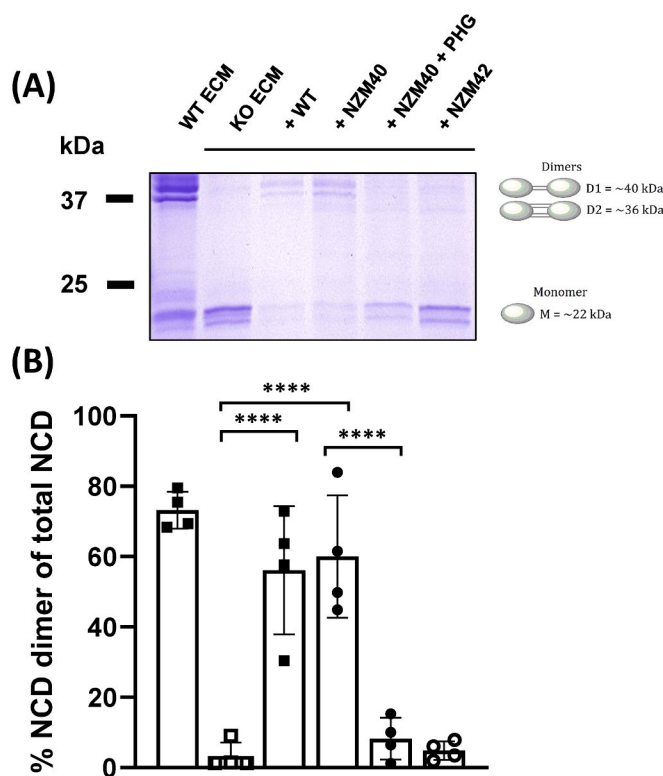 (A)
WT ECM
KO ECM
+ WT
+ NZM40
+ NZM40 + PHG
+ NZM42
kDa
37
25
Dimers
D1 = ~40 kDa
D2 = ~36 kDa
Monomer
M = ~22 kDa
(B)
% NCD dimer of total NCD
100
80
60
40
20
0
****
****
****